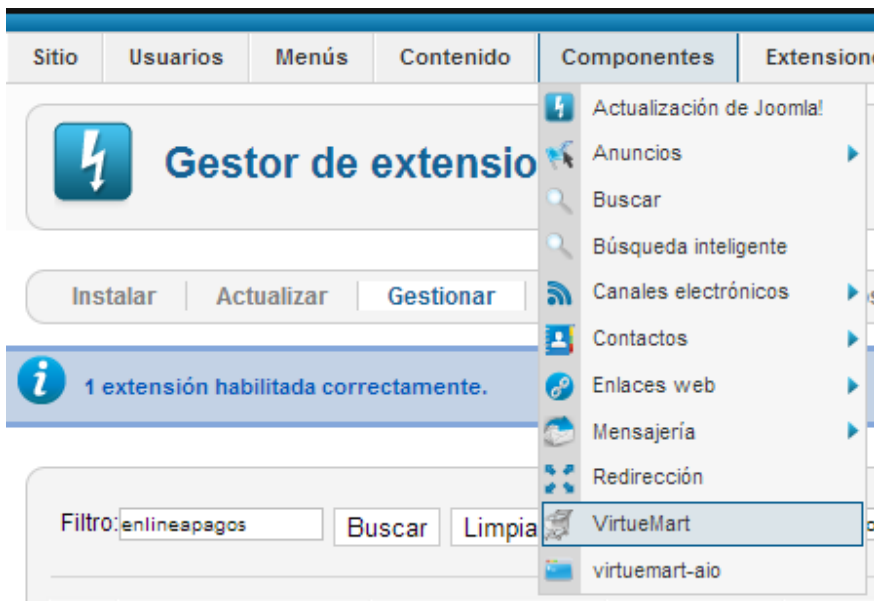 Sitio Usuarios Menús Contenido Componentes Extension
Actualización de Joomla!
Gestor de extensio
Anuncios
Buscar
Búsqueda inteligente
Instalar Actualizar Gestionar
Canales electrónicos
Contactos
1 extensión habilitada correctamente.
Enlaces web
Mensajería
Redirección
Filtro: enlineapagos Buscar Limpia
VirtueMart
virtuemart-aio